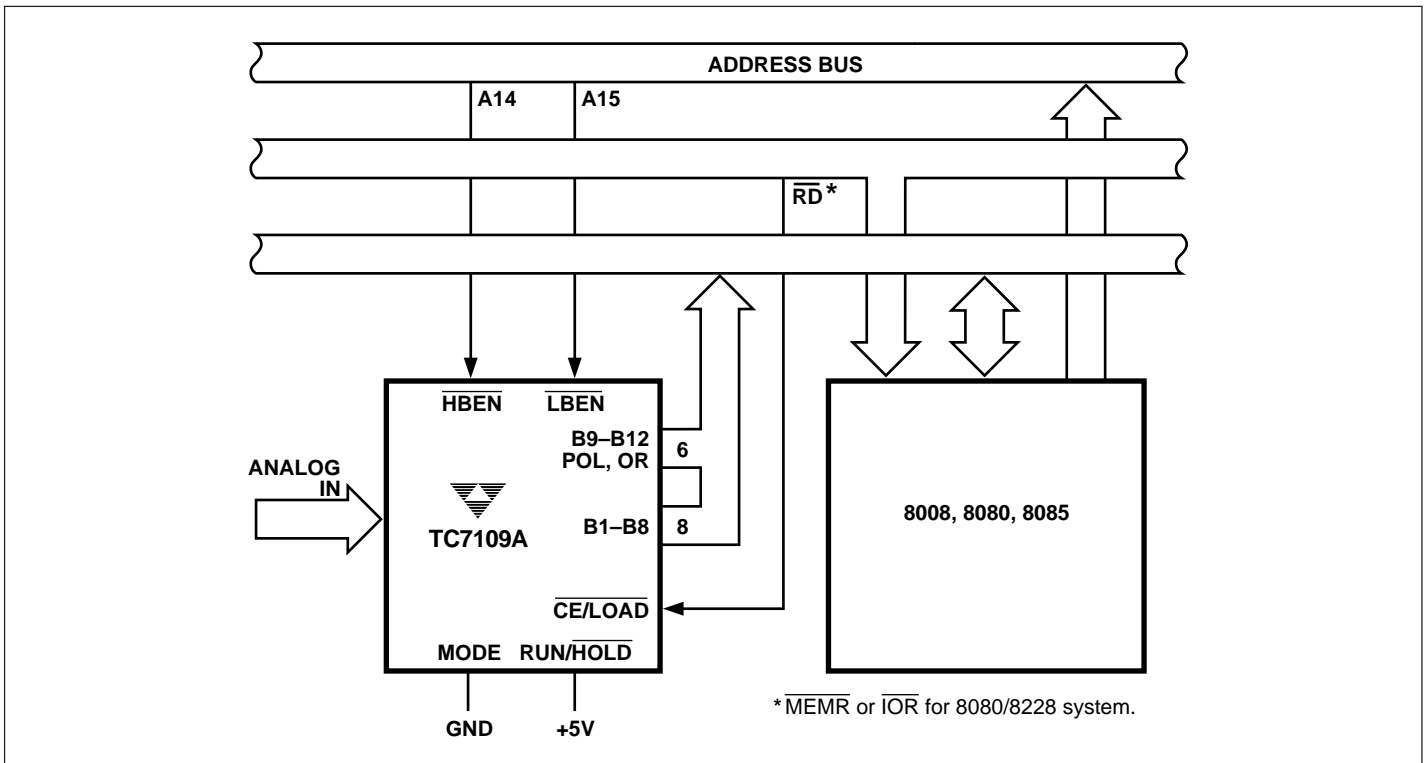 ADDRESS BUS
A14
A15
RD*
HBEN
LBEN
B9–B12
POL, OR
6
ANALOG
IN
TC7109A
B1–B8
8
8008, 8080, 8085
CE/LOAD
MODE
RUN/HOLD
GND
+5V
*MEMR or IOR for 8080/8228 system.